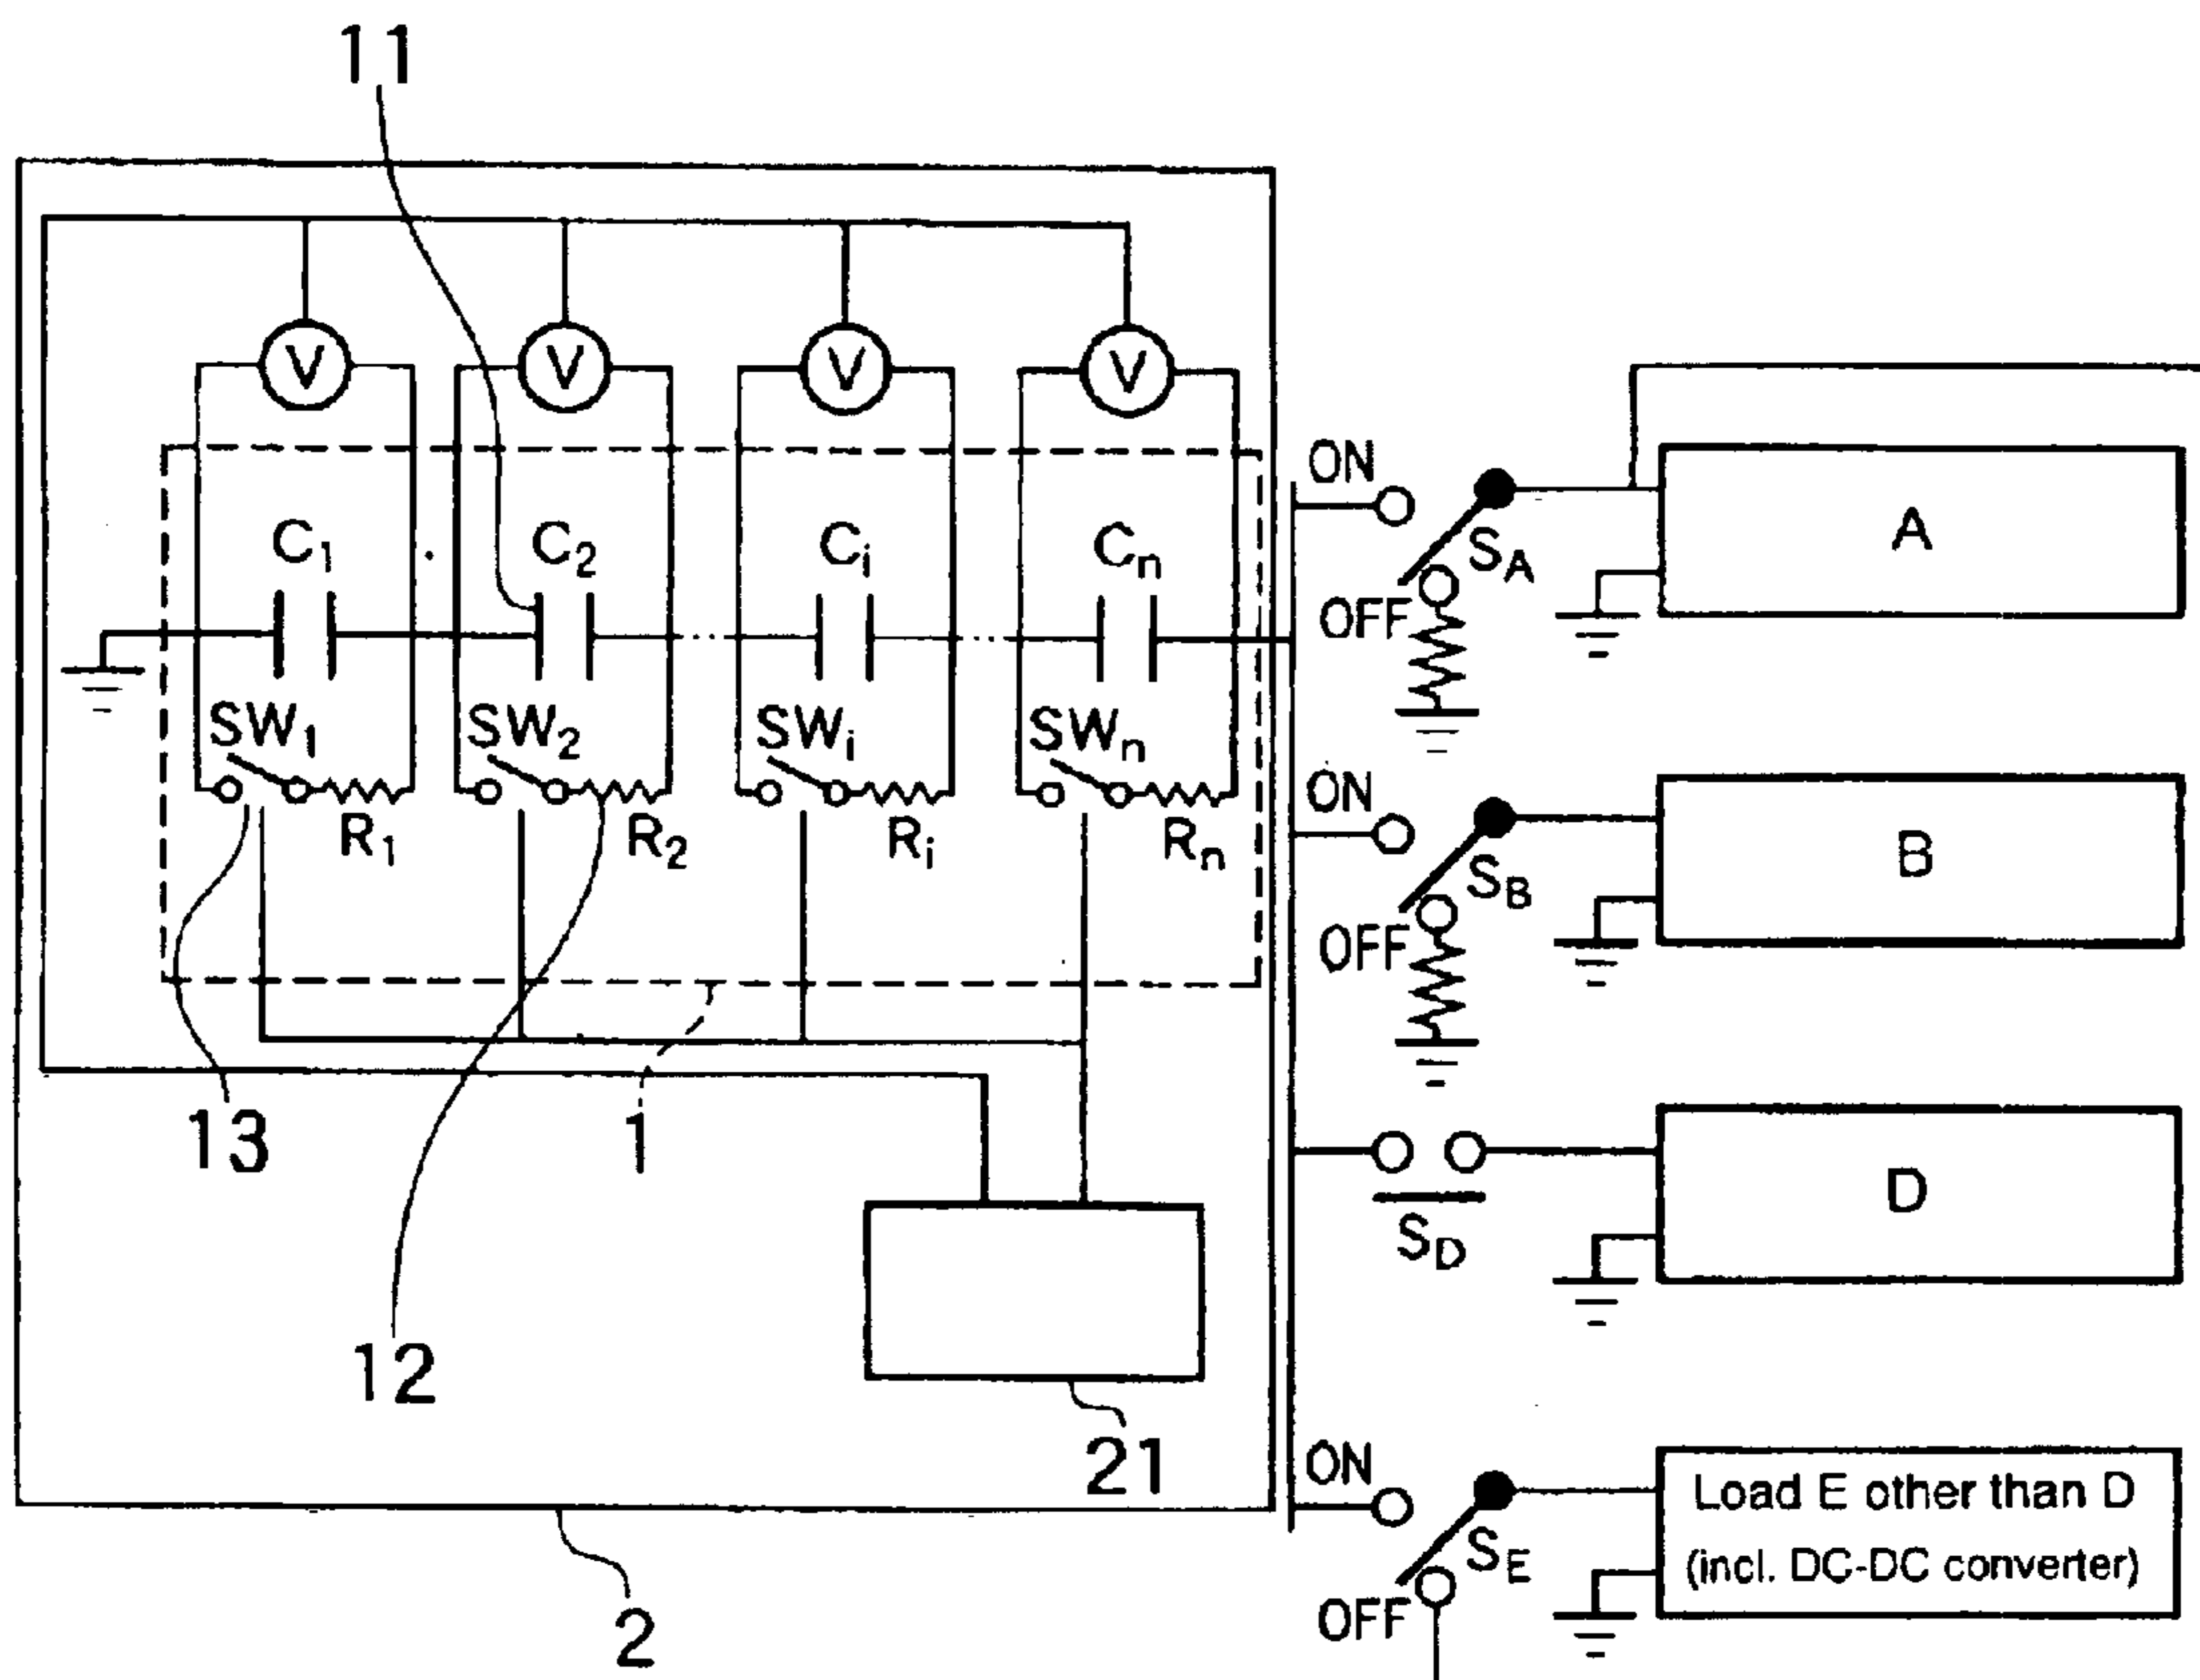 11
V V V V
ON
A
C1 C2 Ci Cn
SA
OFF
SW1 SW2 SWi SWn
R1 R2 Ri Rn
ON
B
SB
OFF
13
1
D
SD
12
21
ON
Load E other than D
(incl. DC-DC converter)
SE
OFF
2